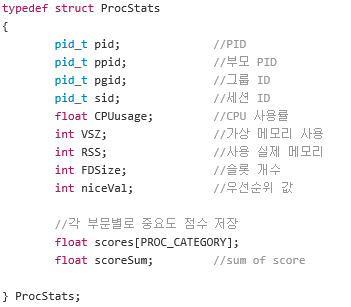 typedef struct ProcStats
{
pid_t pid; //PID
pid_t ppid; //부모 PID
pid_t pgid; //그룹 ID
pid_t sid; //세션 ID
float CPUusage; //CPU 사용률
int VSZ; //가상 메모리 사용
int RSS; //사용 실제 메모리
int FDSize; //슬롯 개수
int niceVal; //우선순위 값
//각 부문별로 중요도 점수 저장
float scores[PROC_CATEGORY];
float scoreSum; //sum of score
} ProcStats;